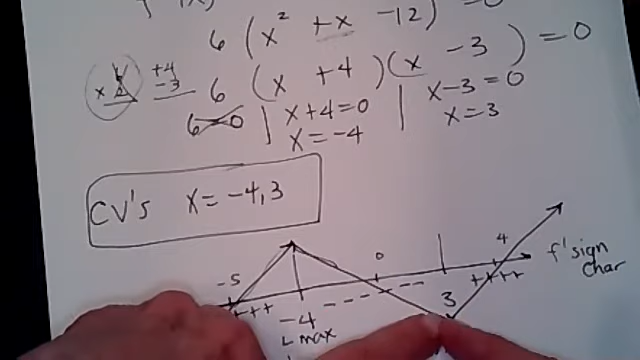 6 (x² + x - 12) = 0
+4
-3
6 (x + 4)(x - 3) = 0
6 = 0 | x + 4 = 0 | x - 3 = 0
x = -4
x = 3
CV's x = -4, 3
-5 0 4 f' sign
char
+++ -4 - - - - - - 3 ++++
L max